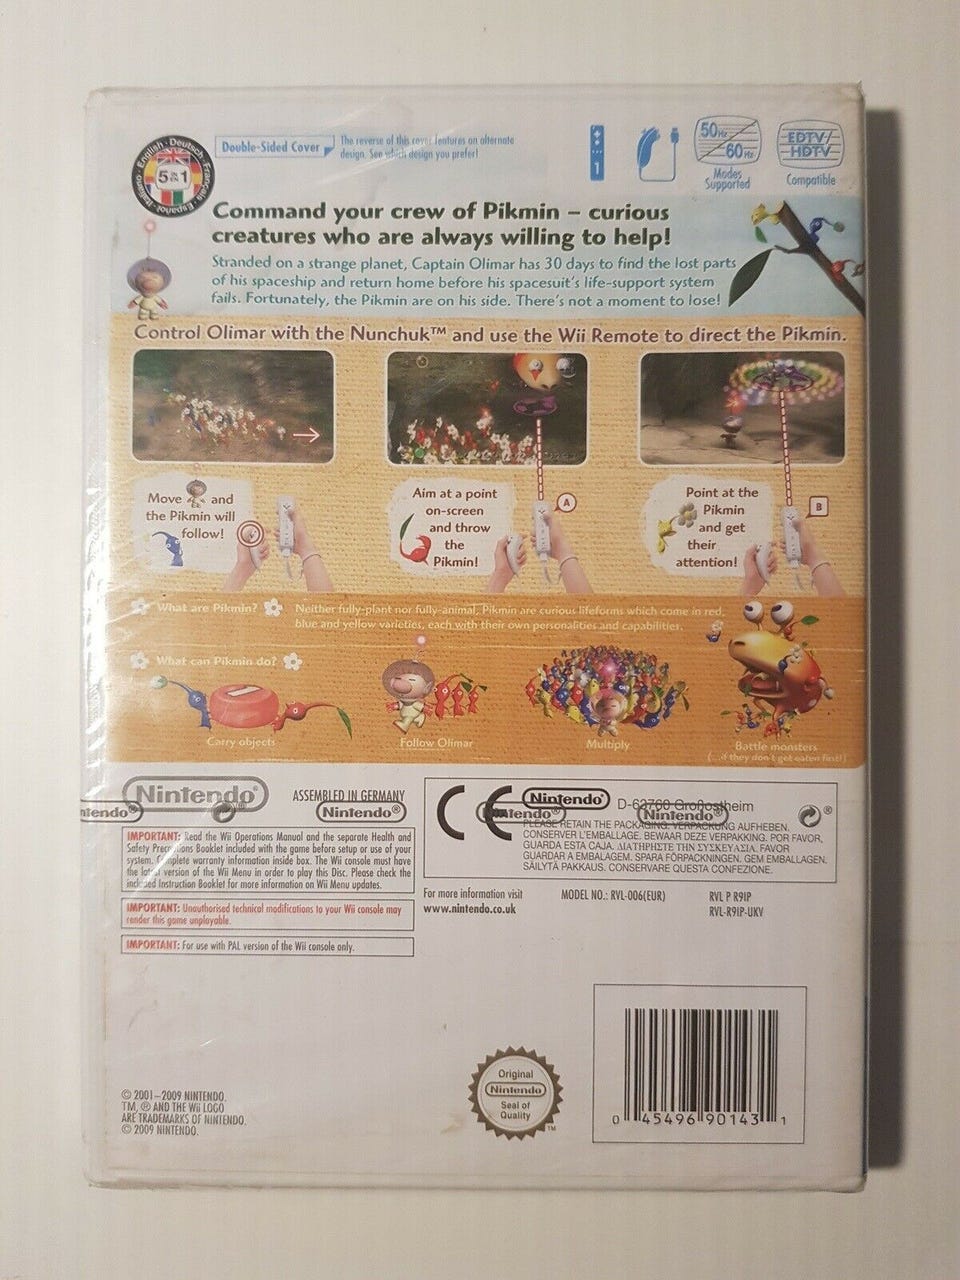 English · Deutsch · Français · Español · Italiano
5 IN 1
Double-Sided Cover
The reverse of this cover features an alternate
design. See which design you prefer!
1
50Hz
60Hz
Modes
Supported
EDTV/
HDTV
Compatible
Command your crew of Pikmin – curious
creatures who are always willing to help!
Stranded on a strange planet, Captain Olimar has 30 days to find the lost parts
of his spaceship and return home before his spacesuit's life-support system
fails. Fortunately, the Pikmin are on his side. There's not a moment to lose!
Control Olimar with the Nunchuk™ and use the Wii Remote to direct the Pikmin.
Move and
the Pikmin will
follow!
Aim at a point
on-screen
and throw
the
Pikmin!
A
Point at the
Pikmin
and get
their
attention!
B
What are Pikmin?
Neither fully-plant nor fully-animal, Pikmin are curious lifeforms which come in red,
blue and yellow varieties, each with their own personalities and capabilities.
What can Pikmin do?
Carry objects
Follow Olimar
Multiply
Battle monsters
(...if they don't get eaten first!)
Nintendo®
ASSEMBLED IN GERMANY
ntendo®
Nintendo®
IMPORTANT: Read the Wii Operations Manual and the separate Health and
Safety Precautions Booklet included with the game before setup or use of your
system. Complete warranty information inside box. The Wii console must have
the latest version of the Wii Menu in order to play this Disc. Please check the
included Instruction Booklet for more information on Wii Menu updates.
IMPORTANT: Unauthorised technical modifications to your Wii console may
render this game unplayable.
IMPORTANT: For use with PAL version of the Wii console only.
CE
Nintendo®
D-63760 Großostheim
Nintendo®
Nintendo®
PLEASE RETAIN THE PACKAGING. VERPACKUNG AUFHEBEN.
CONSERVER L'EMBALLAGE. BEWAAR DEZE VERPAKKING. POR FAVOR,
GUARDA ESTA CAJA. ΔΙΑΤΗΡΗΣΤΕ ΤΗΝ ΣΥΣΚΕΥΑΣΙΑ. FAVOR
GUARDAR A EMBALAGEM. SPARA FÖRPACKNINGEN. GEM EMBALLAGEN.
SÄILYTÄ PAKKAUS. CONSERVARE QUESTA CONFEZIONE.
For more information visit
www.nintendo.co.uk
MODEL NO.: RVL-006(EUR)
RVL P R9IP
RVL-R9IP-UKV
© 2001–2009 NINTENDO.
TM, ® AND THE Wii LOGO
ARE TRADEMARKS OF NINTENDO.
© 2009 NINTENDO.
Original
Nintendo
Seal of
Quality
TM
0 45496 90143 1